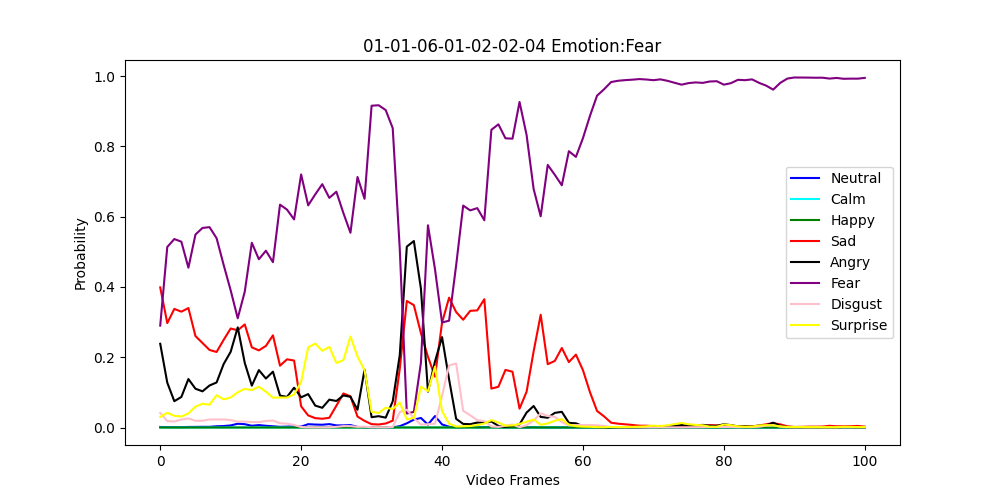 01-01-06-01-02-02-04 Emotion:Fear
1.0
0.8
0.6
0.4
0.2
0.0
Probability
0 20 40 60 80 100
Video Frames
Neutral
Calm
Happy
Sad
Angry
Fear
Disgust
Surprise